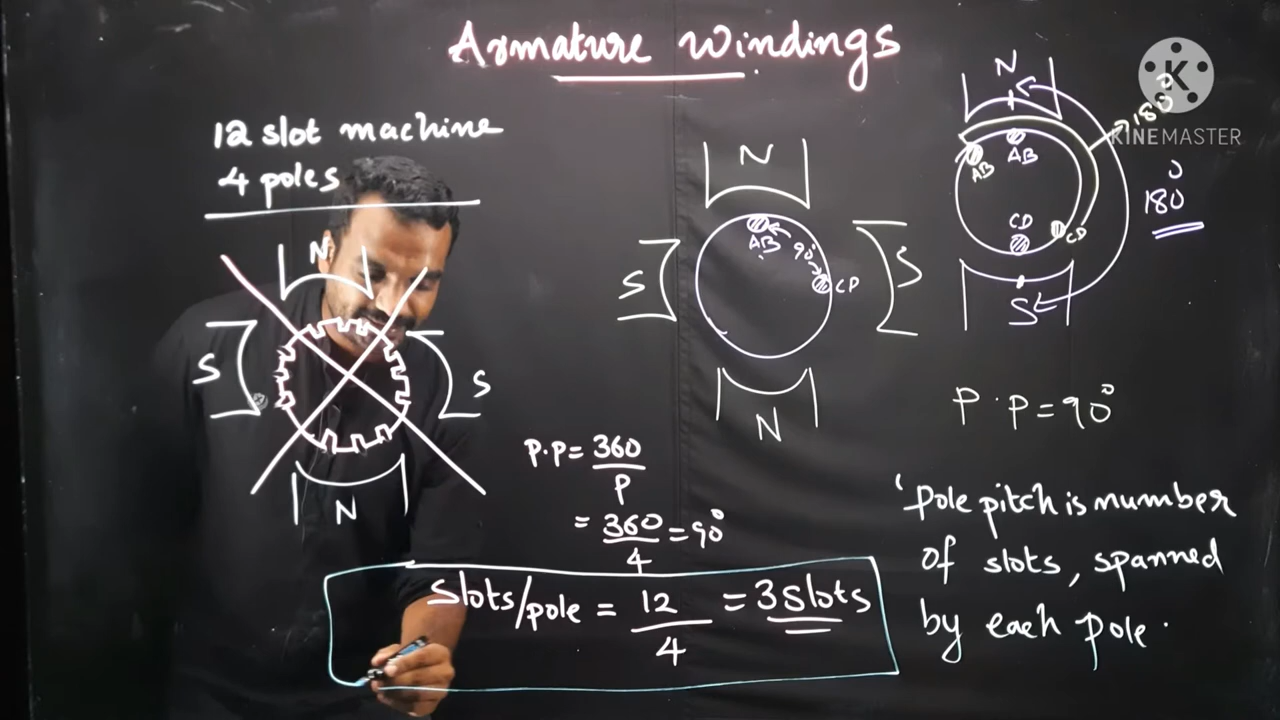 Armature windings
12 slot machine
4 poles
N
S
S
N
N
AB
90°
CD
S
S
N
N
180°
AB
AB
CD
CD
S
180°
KINEMASTER
P.P = 90°
P.P = 360/P
= 360/4 = 90°
Slots/pole = 12/4 = 3 slots
'Pole pitch is number
of slots, spanned
by each pole.